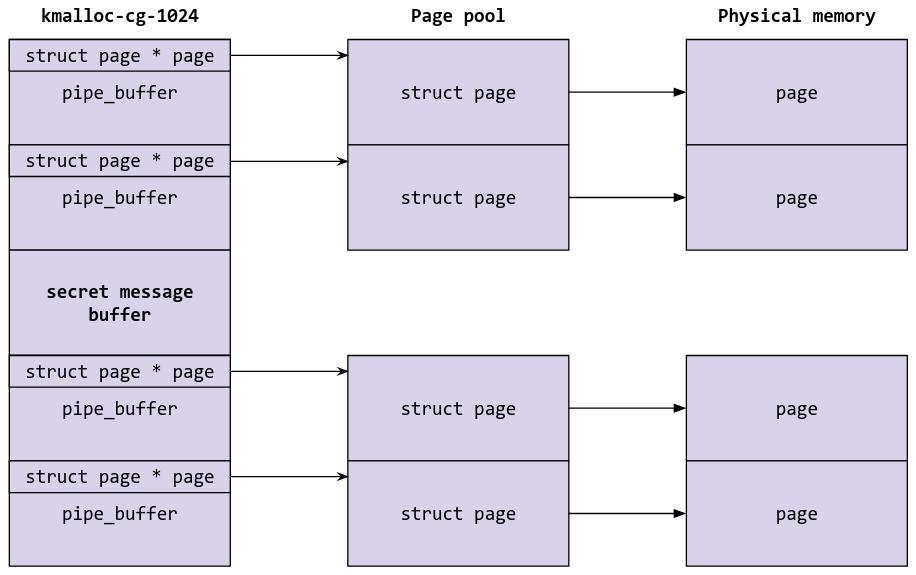 kmalloc-cg-1024
Page pool
Physical memory
struct page * page
pipe_buffer
struct page
page
struct page * page
pipe_buffer
struct page
page
secret message
buffer
struct page * page
pipe_buffer
struct page
page
struct page * page
pipe_buffer
struct page
page